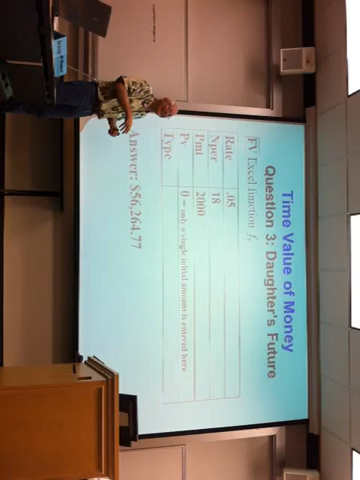 Time Value of Money
Question 3: Daughter's Future
FV Excel function fx
Rate .05
Nper 18
Pmt 2000
Pv 0 – only a single initial amount is entered here
Type
Answer: $56,264.77